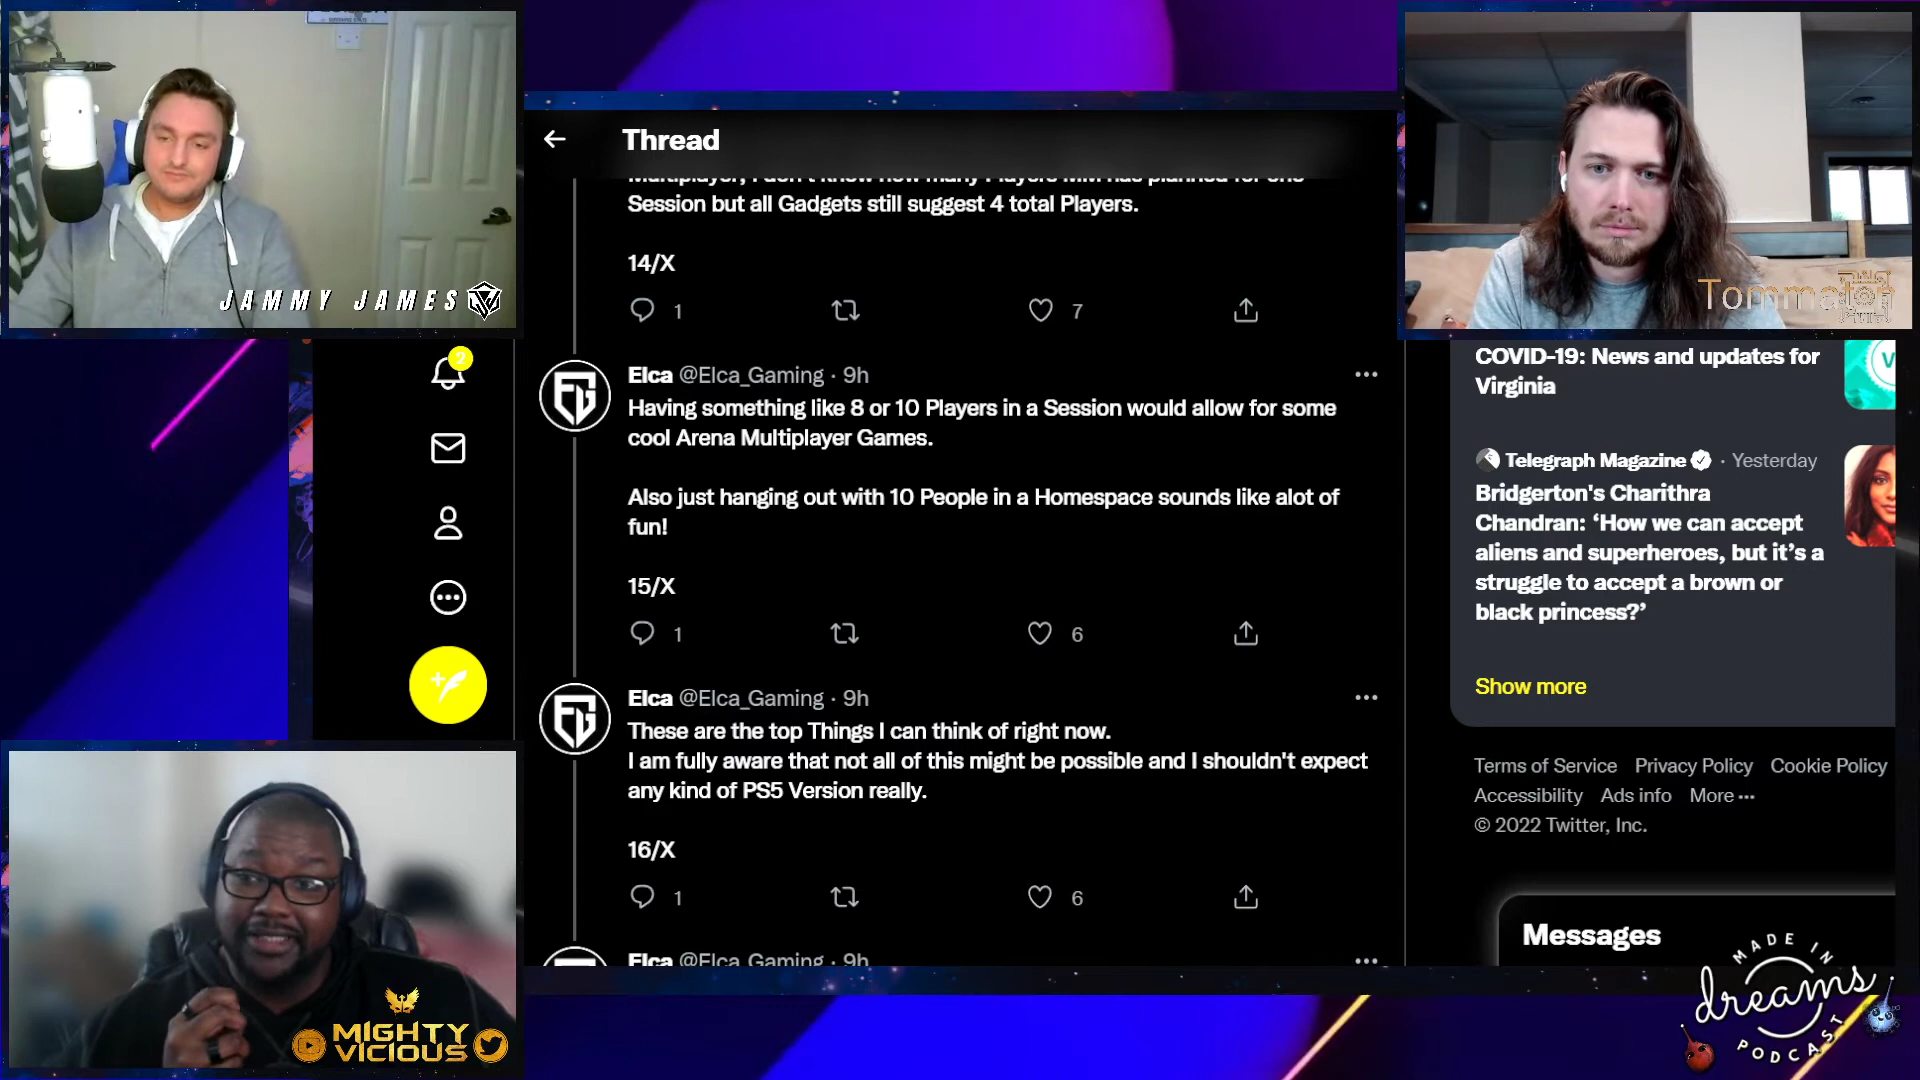 JAMMY JAMES
Thread
Session but all Gadgets still suggest 4 total Players.
14/X
1
7
Elca @Elca_Gaming · 9h
Having something like 8 or 10 Players in a Session would allow for some
cool Arena Multiplayer Games.
Also just hanging out with 10 People in a Homespace sounds like alot of
fun!
15/X
1
6
Elca @Elca_Gaming · 9h
These are the top Things I can think of right now.
I am fully aware that not all of this might be possible and I shouldn't expect
any kind of PS5 Version really.
16/X
1
6
Elca @Elca_Gaming · 9h
2
COVID-19: News and updates for
Virginia
Telegraph Magazine · Yesterday
Bridgerton's Charithra
Chandran: ‘How we can accept
aliens and superheroes, but it’s a
struggle to accept a brown or
black princess?’
Show more
Terms of Service Privacy Policy Cookie Policy
Accessibility Ads info More ···
© 2022 Twitter, Inc.
Messages
MIGHTY
VICIOUS
MADE IN
dreams
PODCAST